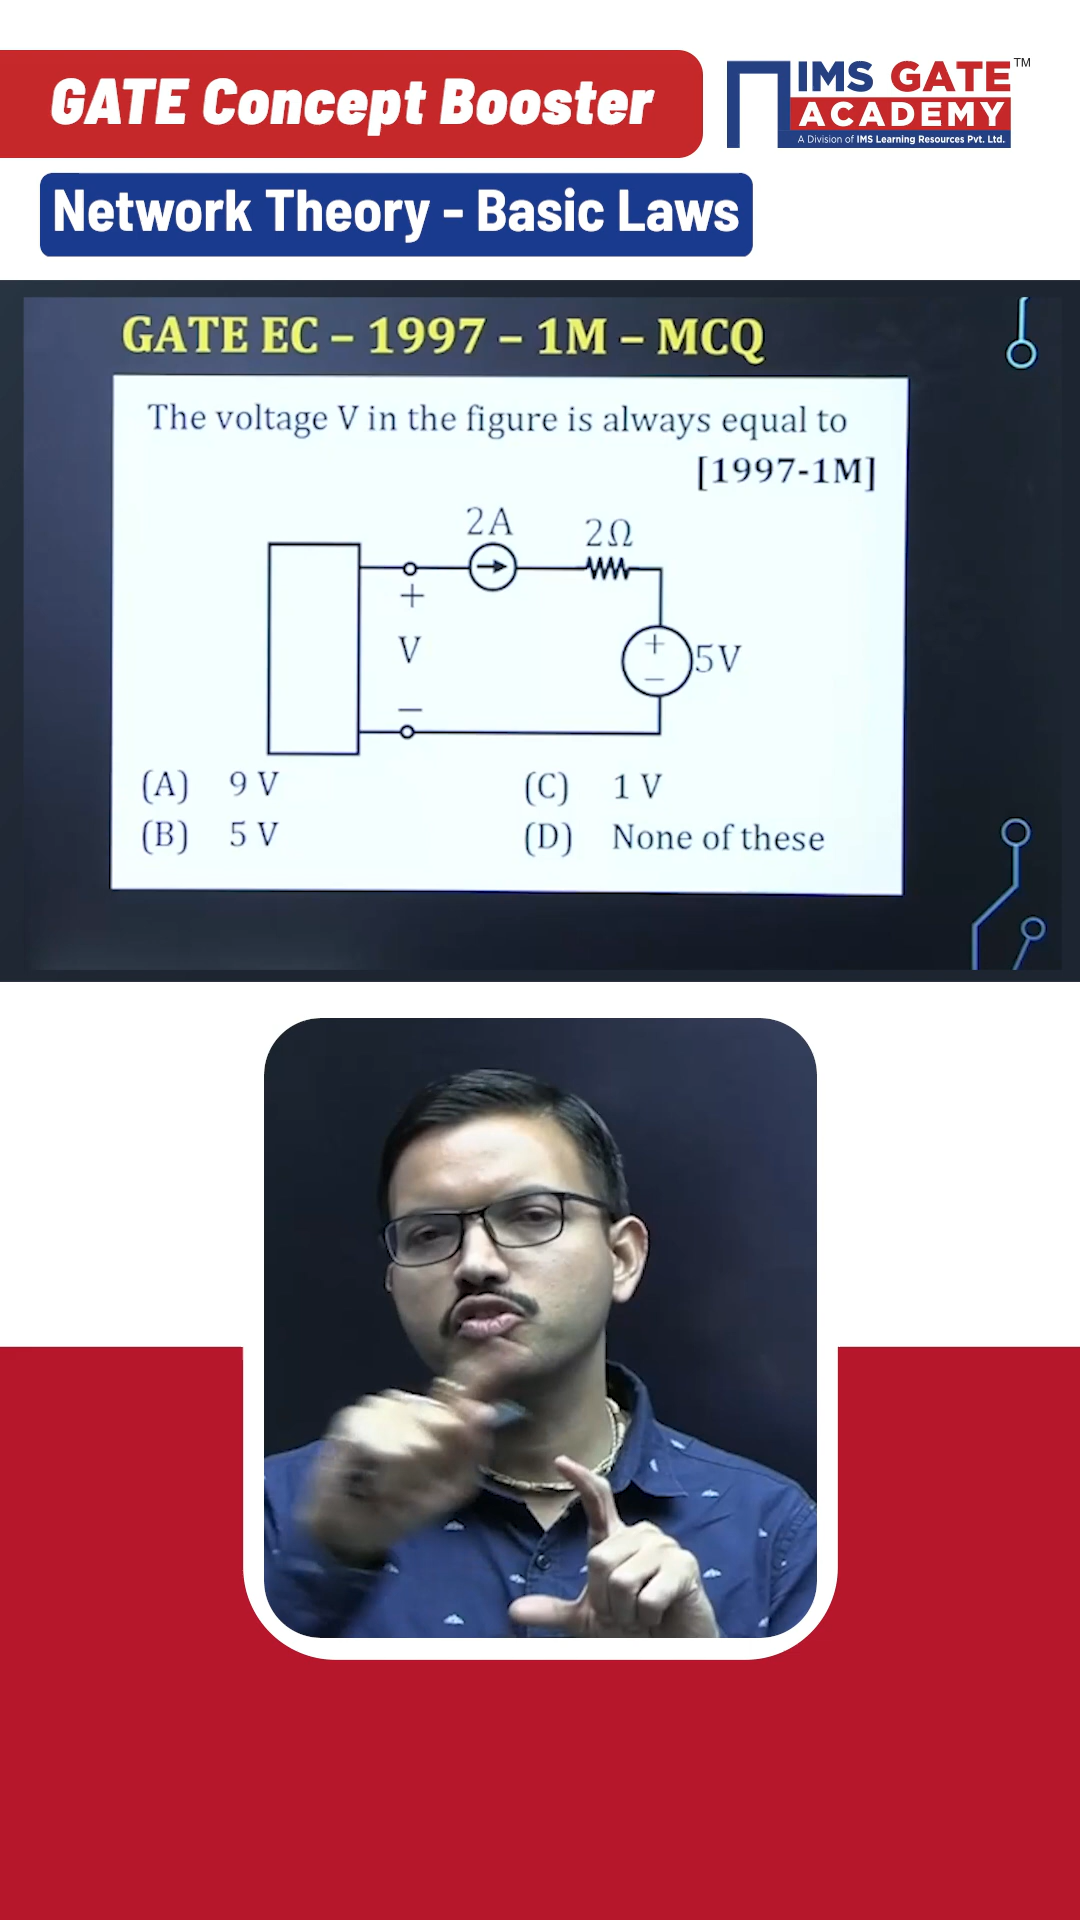 GATE Concept Booster
IMS GATE TM
ACADEMY
A Division of IMS Learning Resources Pvt. Ltd.
Network Theory - Basic Laws
GATE EC – 1997 – 1M – MCQ
The voltage V in the figure is always equal to
[1997-1M]
2A
2Ω
+
V
−
+
−
5V
(A) 9 V
(C) 1 V
(B) 5 V
(D) None of these